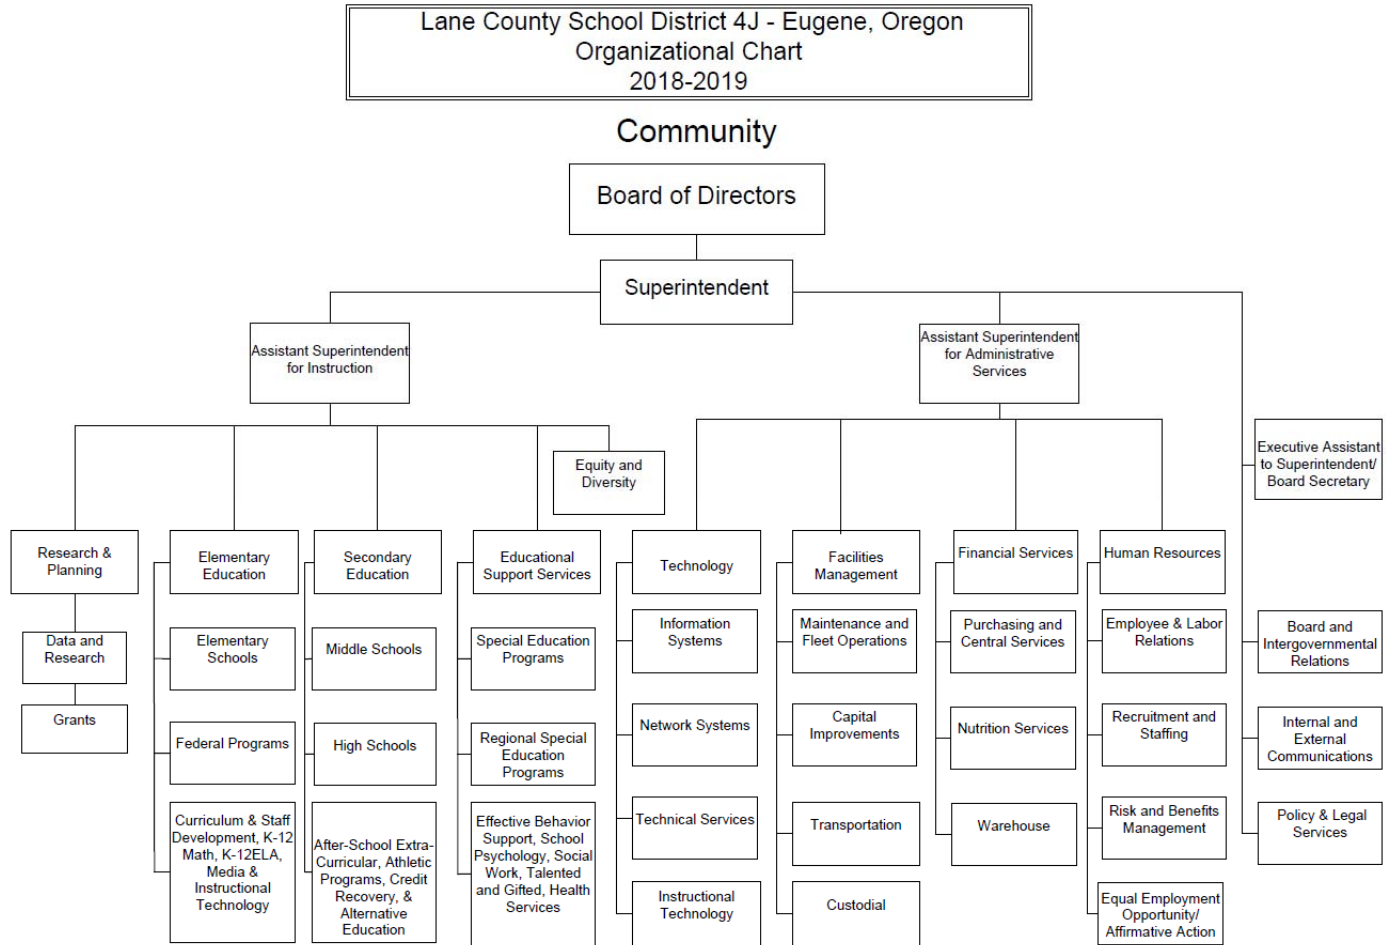 Lane County School District 4J - Eugene, Oregon
Organizational Chart
2018-2019
Community
Board of Directors
Superintendent
Assistant Superintendent
for Instruction
Assistant Superintendent
for Administrative
Services
Executive Assistant
to Superintendent/
Board Secretary
Equity and
Diversity
Research &
Planning
Elementary
Education
Secondary
Education
Educational
Support Services
Technology
Facilities
Management
Financial Services
Human Resources
Data and
Research
Elementary
Schools
Middle Schools
Special Education
Programs
Information
Systems
Maintenance and
Fleet Operations
Purchasing and
Central Services
Employee & Labor
Relations
Board and
Intergovernmental
Relations
Grants
Federal Programs
High Schools
Regional Special
Education
Programs
Network Systems
Capital
Improvements
Nutrition Services
Recruitment and
Staffing
Internal and
External
Communications
Curriculum & Staff
Development, K-12
Math, K-12ELA,
Media &
Instructional
Technology
After-School Extra-
Curricular, Athletic
Programs, Credit
Recovery, &
Alternative
Education
Effective Behavior
Support, School
Psychology, Social
Work, Talented
and Gifted, Health
Services
Technical Services
Transportation
Warehouse
Risk and Benefits
Management
Policy & Legal
Services
Instructional
Technology
Custodial
Equal Employment
Opportunity/
Affirmative Action